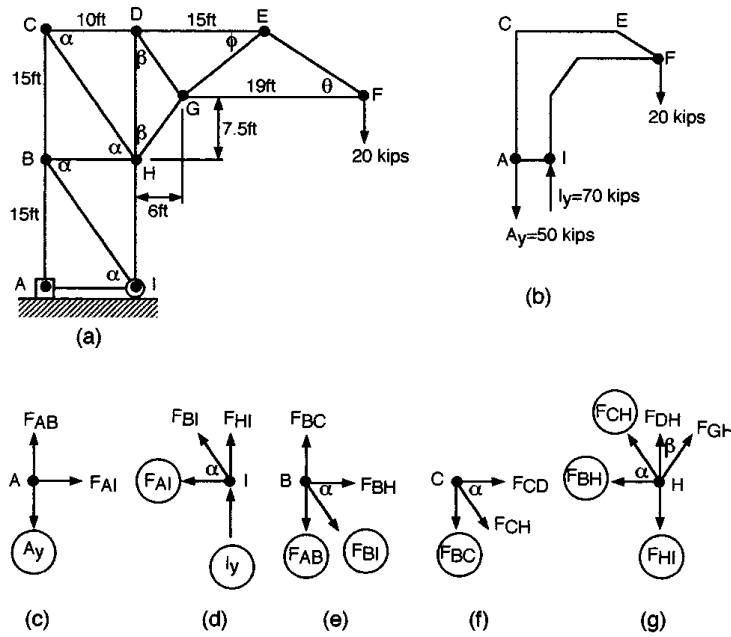 C 10ft D 15ft E
α β ϕ θ
15ft G 19ft F
β 7.5ft
B α α H 20 kips
6ft
15ft
A α I
(a)
C E
F
20 kips
A I
Iy=70 kips
Ay=50 kips
(b)
FAB
A FAI
Ay
(c)
FBI FHI
FAI α I
Iy
(d)
FBC
B α FBH
FAB FBI
(e)
C α FCD
FCH
FBC
(f)
FCH FDH FGH
β
FBH α H
FHI
(g)